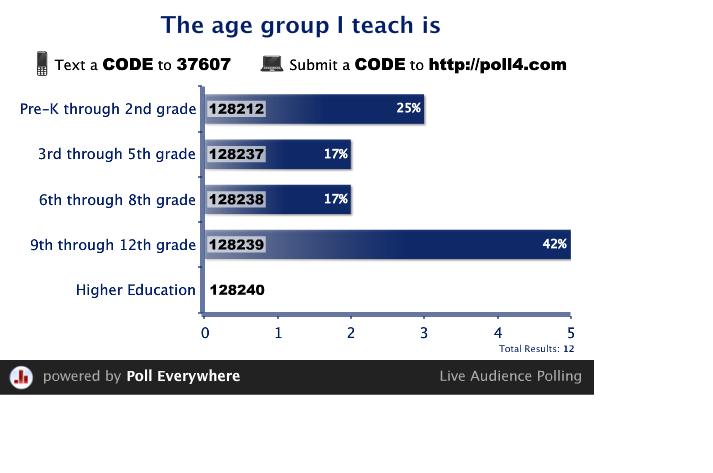 The age group I teach is
Text a CODE to 37607 Submit a CODE to http://poll4.com
Pre-K through 2nd grade 128212 25%
3rd through 5th grade 128237 17%
6th through 8th grade 128238 17%
9th through 12th grade 128239 42%
Higher Education 128240
0 1 2 3 4 5
Total Results: 12
powered by Poll Everywhere Live Audience Polling